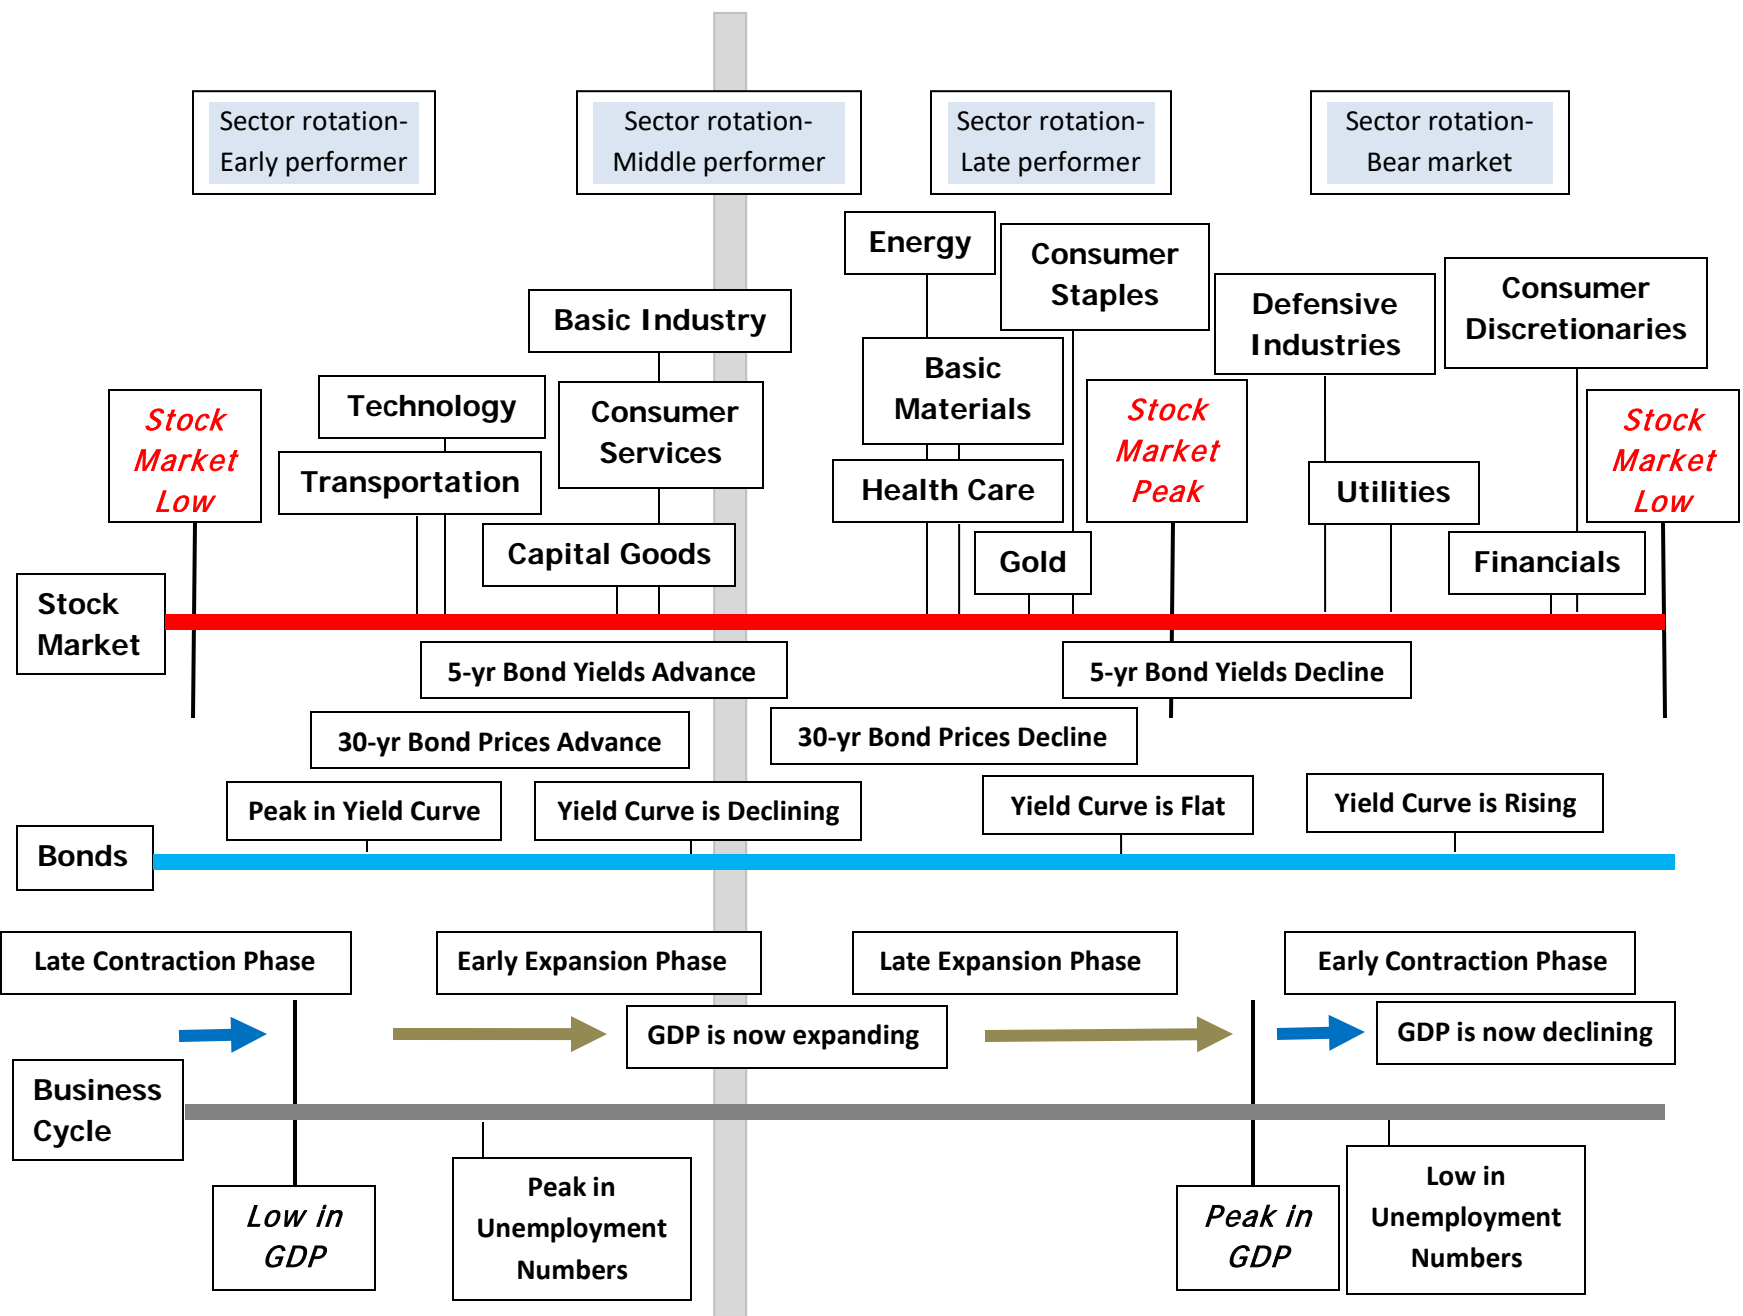 Sector rotation-
Early performer
Sector rotation-
Middle performer
Sector rotation-
Late performer
Sector rotation-
Bear market
Energy
Consumer
Staples
Basic Industry
Defensive
Industries
Consumer
Discretionaries
Basic
Materials
Technology
Consumer
Services
Stock
Market
Low
Stock
Market
Peak
Stock
Market
Low
Transportation
Health Care
Utilities
Capital Goods
Gold
Financials
Stock
Market
5-yr Bond Yields Advance
5-yr Bond Yields Decline
30-yr Bond Prices Advance
30-yr Bond Prices Decline
Peak in Yield Curve
Yield Curve is Declining
Yield Curve is Flat
Yield Curve is Rising
Bonds
Late Contraction Phase
Early Expansion Phase
Late Expansion Phase
Early Contraction Phase
GDP is now expanding
GDP is now declining
Business
Cycle
Low in
GDP
Peak in
Unemployment
Numbers
Peak in
GDP
Low in
Unemployment
Numbers